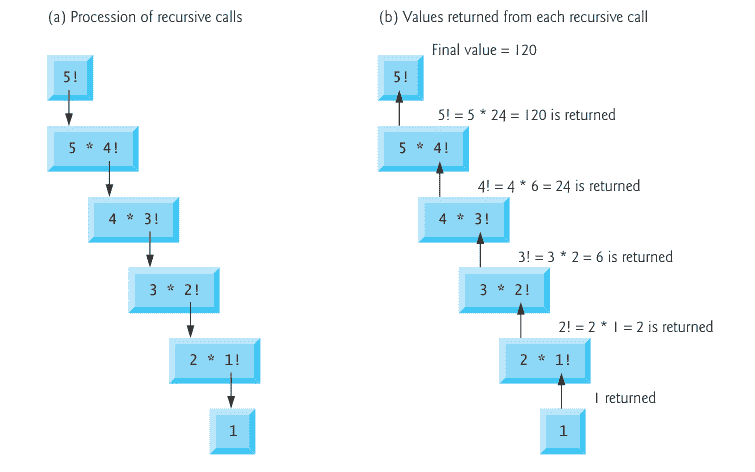 (a) Procession of recursive calls
5!
5 * 4!
4 * 3!
3 * 2!
2 * 1!
1
(b) Values returned from each recursive call
Final value = 120
5!
5! = 5 * 24 = 120 is returned
5 * 4!
4! = 4 * 6 = 24 is returned
4 * 3!
3! = 3 * 2 = 6 is returned
3 * 2!
2! = 2 * 1 = 2 is returned
2 * 1!
1 returned
1